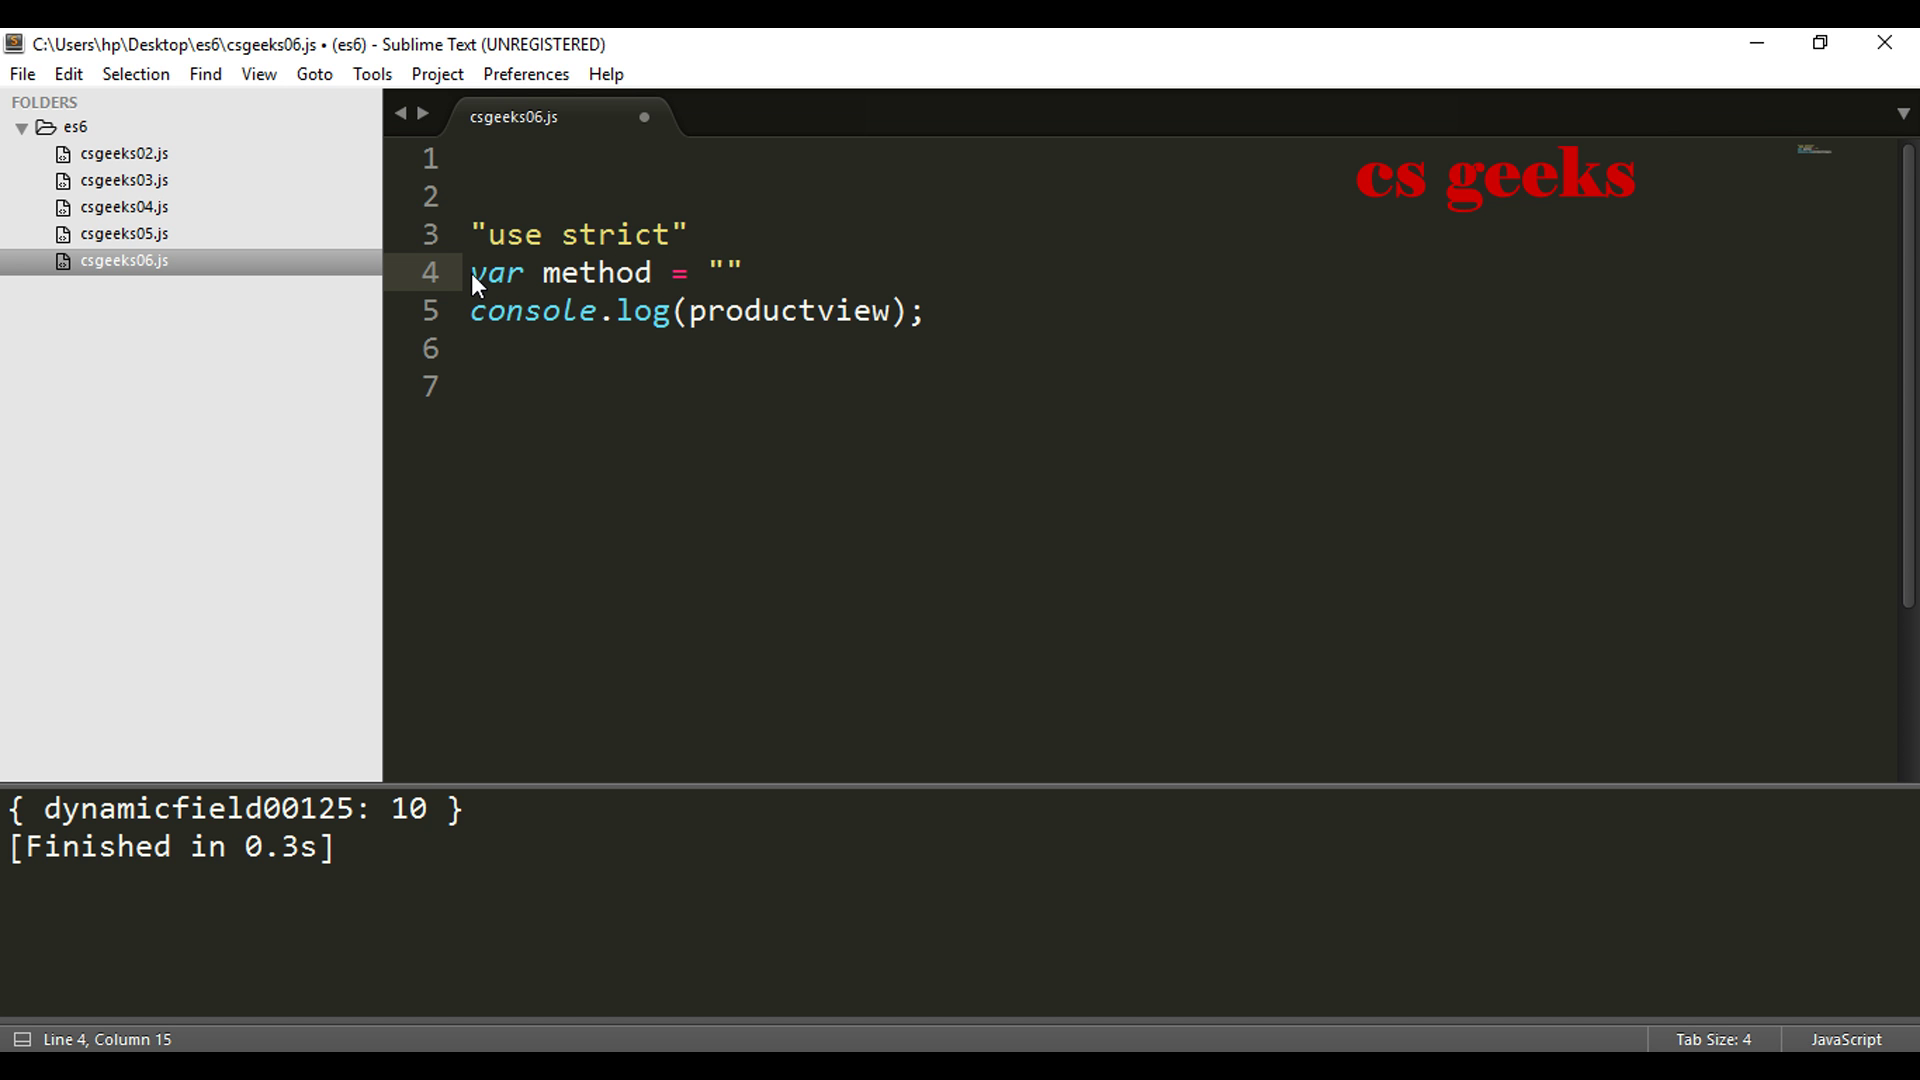 C:\Users\hp\Desktop\es6\csgeeks06.js • (es6) - Sublime Text (UNREGISTERED)
File Edit Selection Find View Goto Tools Project Preferences Help
FOLDERS
es6
csgeeks02.js
csgeeks03.js
csgeeks04.js
csgeeks05.js
csgeeks06.js
csgeeks06.js
cs geeks
1
2
3 "use strict"
4 var method = ""
5 console.log(productview);
6
7
{ dynamicfield00125: 10 }
[Finished in 0.3s]
Line 4, Column 15
Tab Size: 4
JavaScript